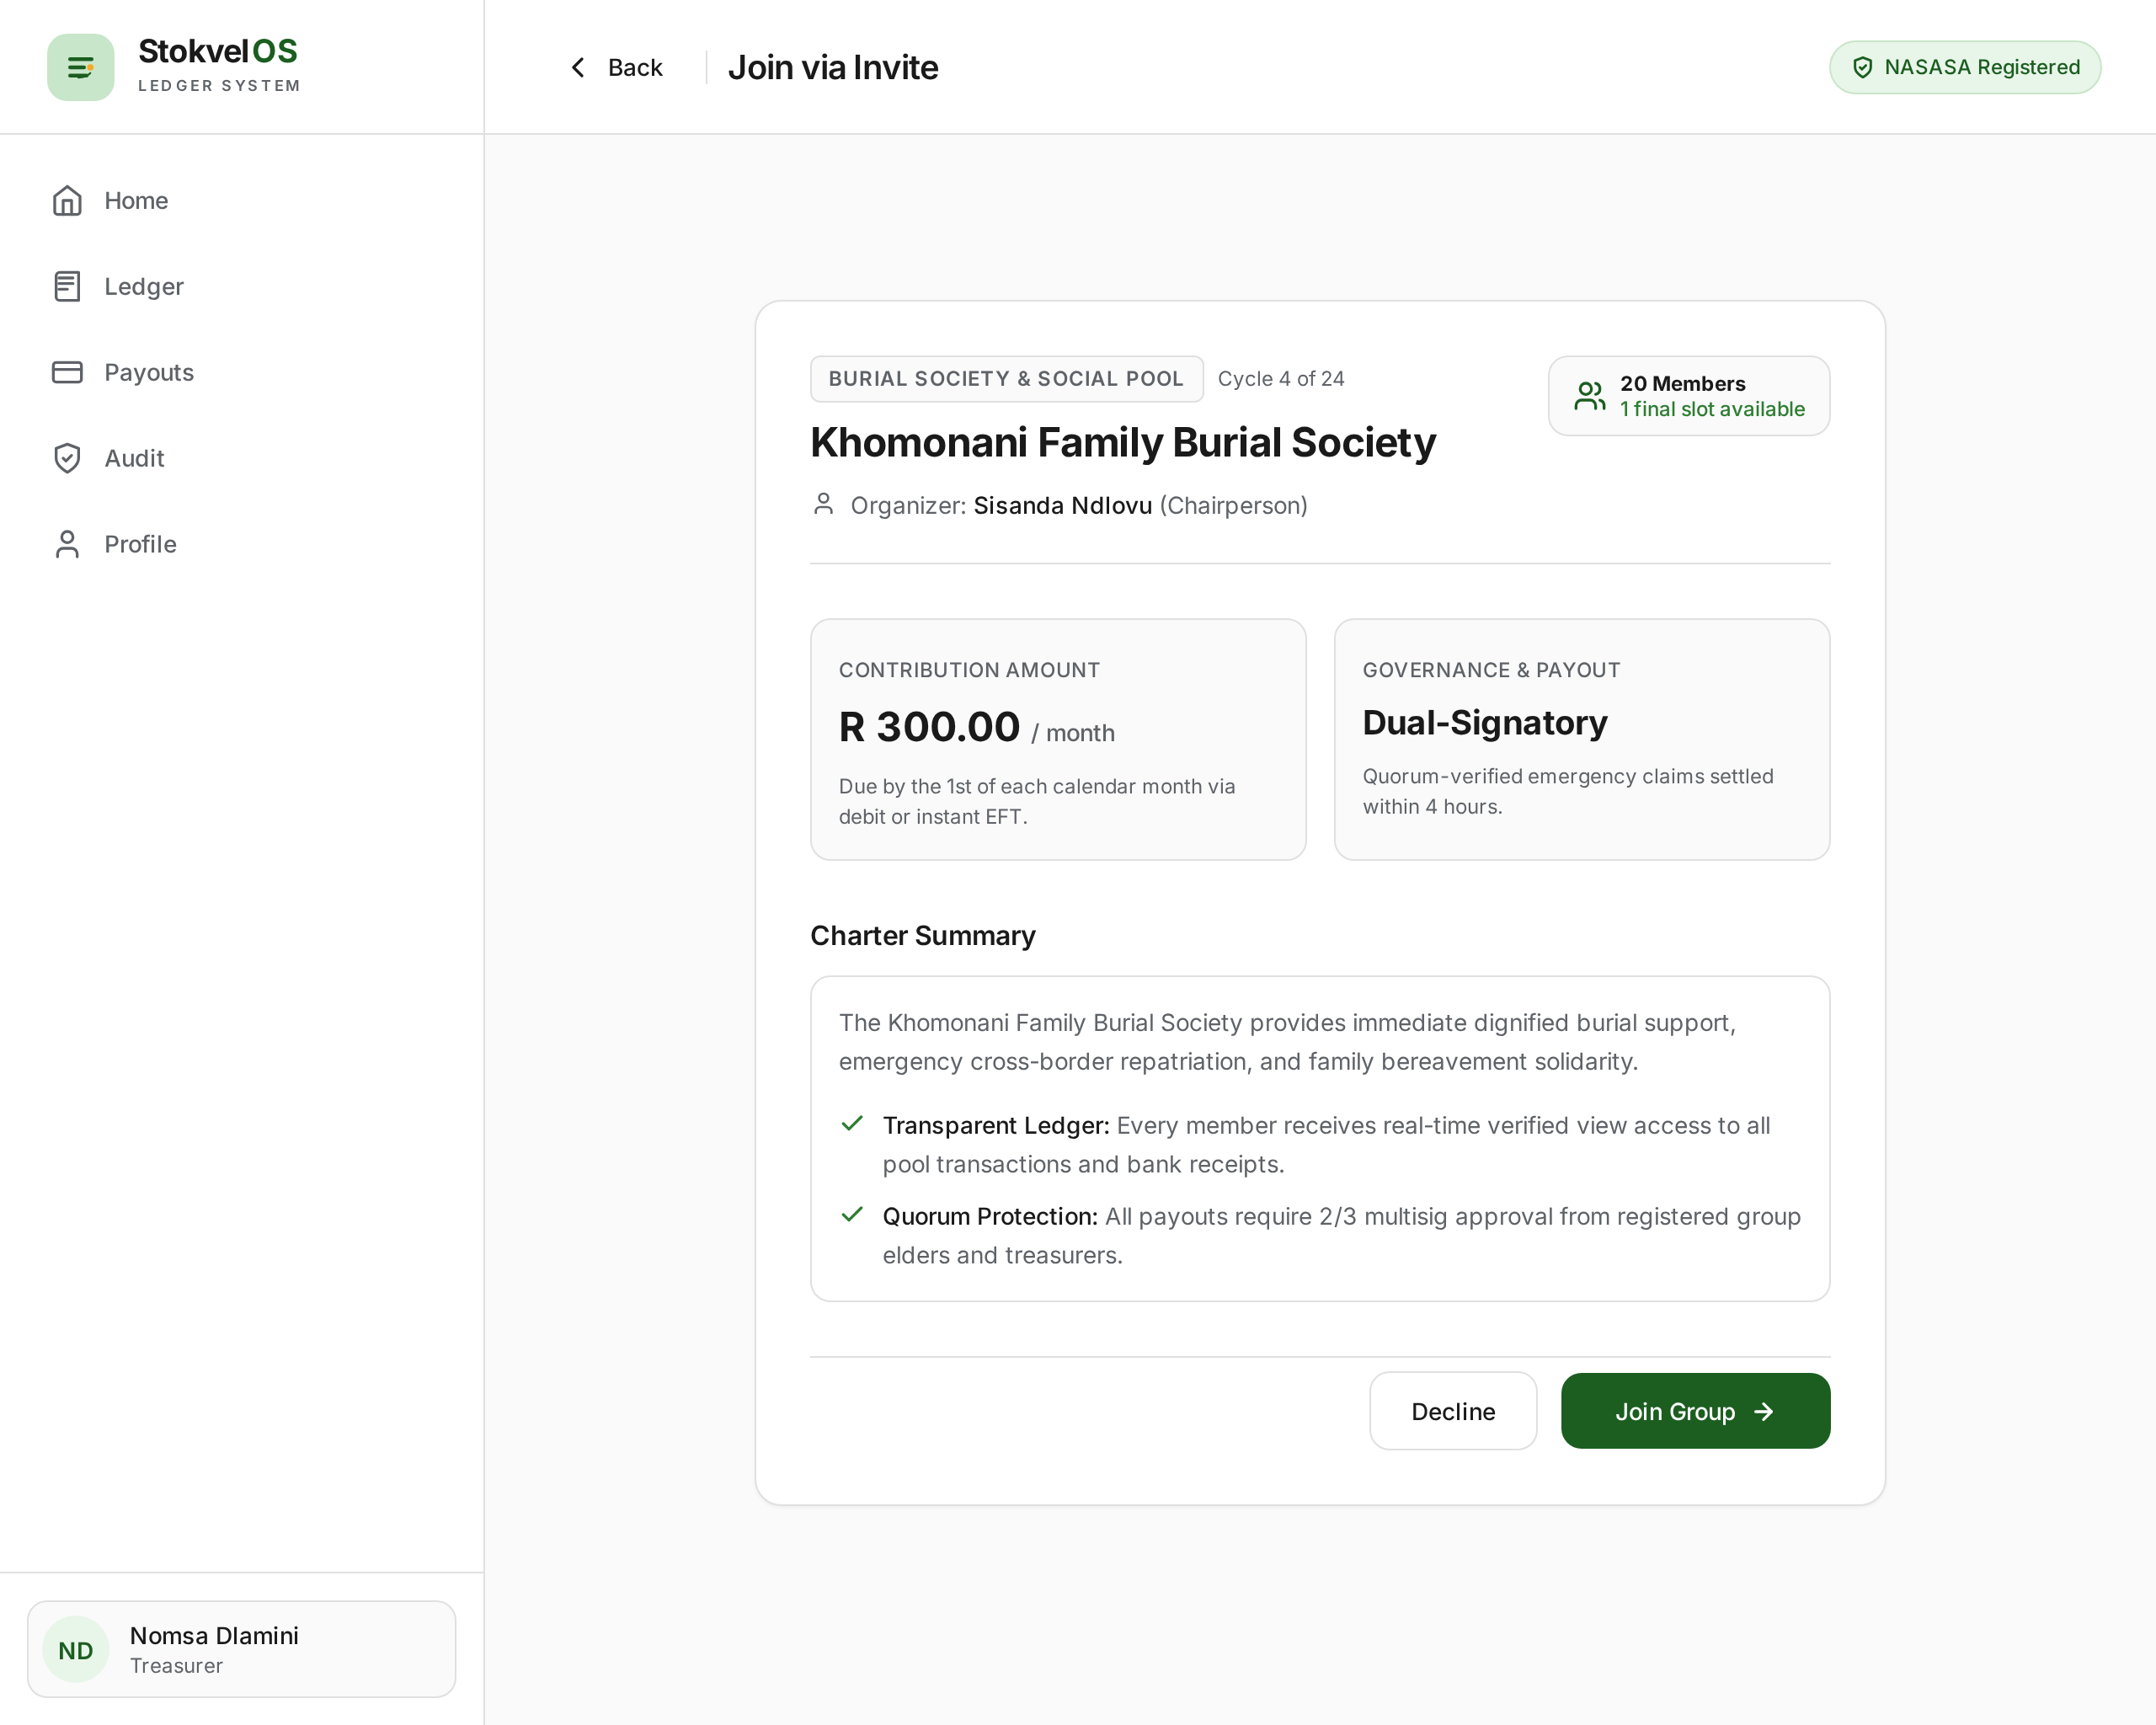 StokvelOS
LEDGER SYSTEM
Back
Join via Invite
NASASA Registered
Home
Ledger
Payouts
Audit
Profile
BURIAL SOCIETY & SOCIAL POOL
Cycle 4 of 24
20 Members
1 final slot available
Khomonani Family Burial Society
Organizer: Sisanda Ndlovu (Chairperson)
CONTRIBUTION AMOUNT
R 300.00 / month
Due by the 1st of each calendar month via
debit or instant EFT.
GOVERNANCE & PAYOUT
Dual-Signatory
Quorum-verified emergency claims settled
within 4 hours.
Charter Summary
The Khomonani Family Burial Society provides immediate dignified burial support,
emergency cross-border repatriation, and family bereavement solidarity.
Transparent Ledger: Every member receives real-time verified view access to all
pool transactions and bank receipts.
Quorum Protection: All payouts require 2/3 multisig approval from registered group
elders and treasurers.
Decline
Join Group
ND
Nomsa Dlamini
Treasurer